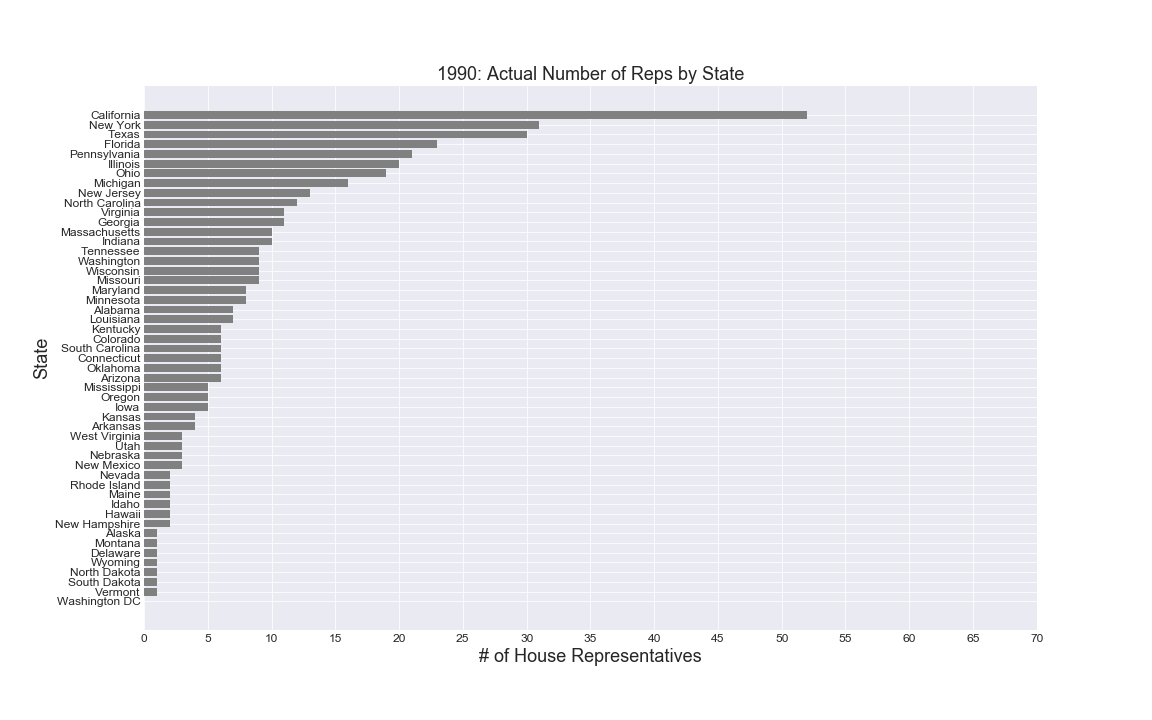 1990: Actual Number of Reps by State
State
California
New York
Texas
Florida
Pennsylvania
Illinois
Ohio
Michigan
New Jersey
North Carolina
Virginia
Georgia
Massachusetts
Indiana
Tennessee
Washington
Wisconsin
Missouri
Maryland
Minnesota
Alabama
Louisiana
Kentucky
Colorado
South Carolina
Connecticut
Oklahoma
Arizona
Mississippi
Oregon
Iowa
Kansas
Arkansas
West Virginia
Utah
Nebraska
New Mexico
Nevada
Rhode Island
Maine
Idaho
Hawaii
New Hampshire
Alaska
Montana
Delaware
Wyoming
North Dakota
South Dakota
Vermont
Washington DC
0 5 10 15 20 25 30 35 40 45 50 55 60 65 70
# of House Representatives